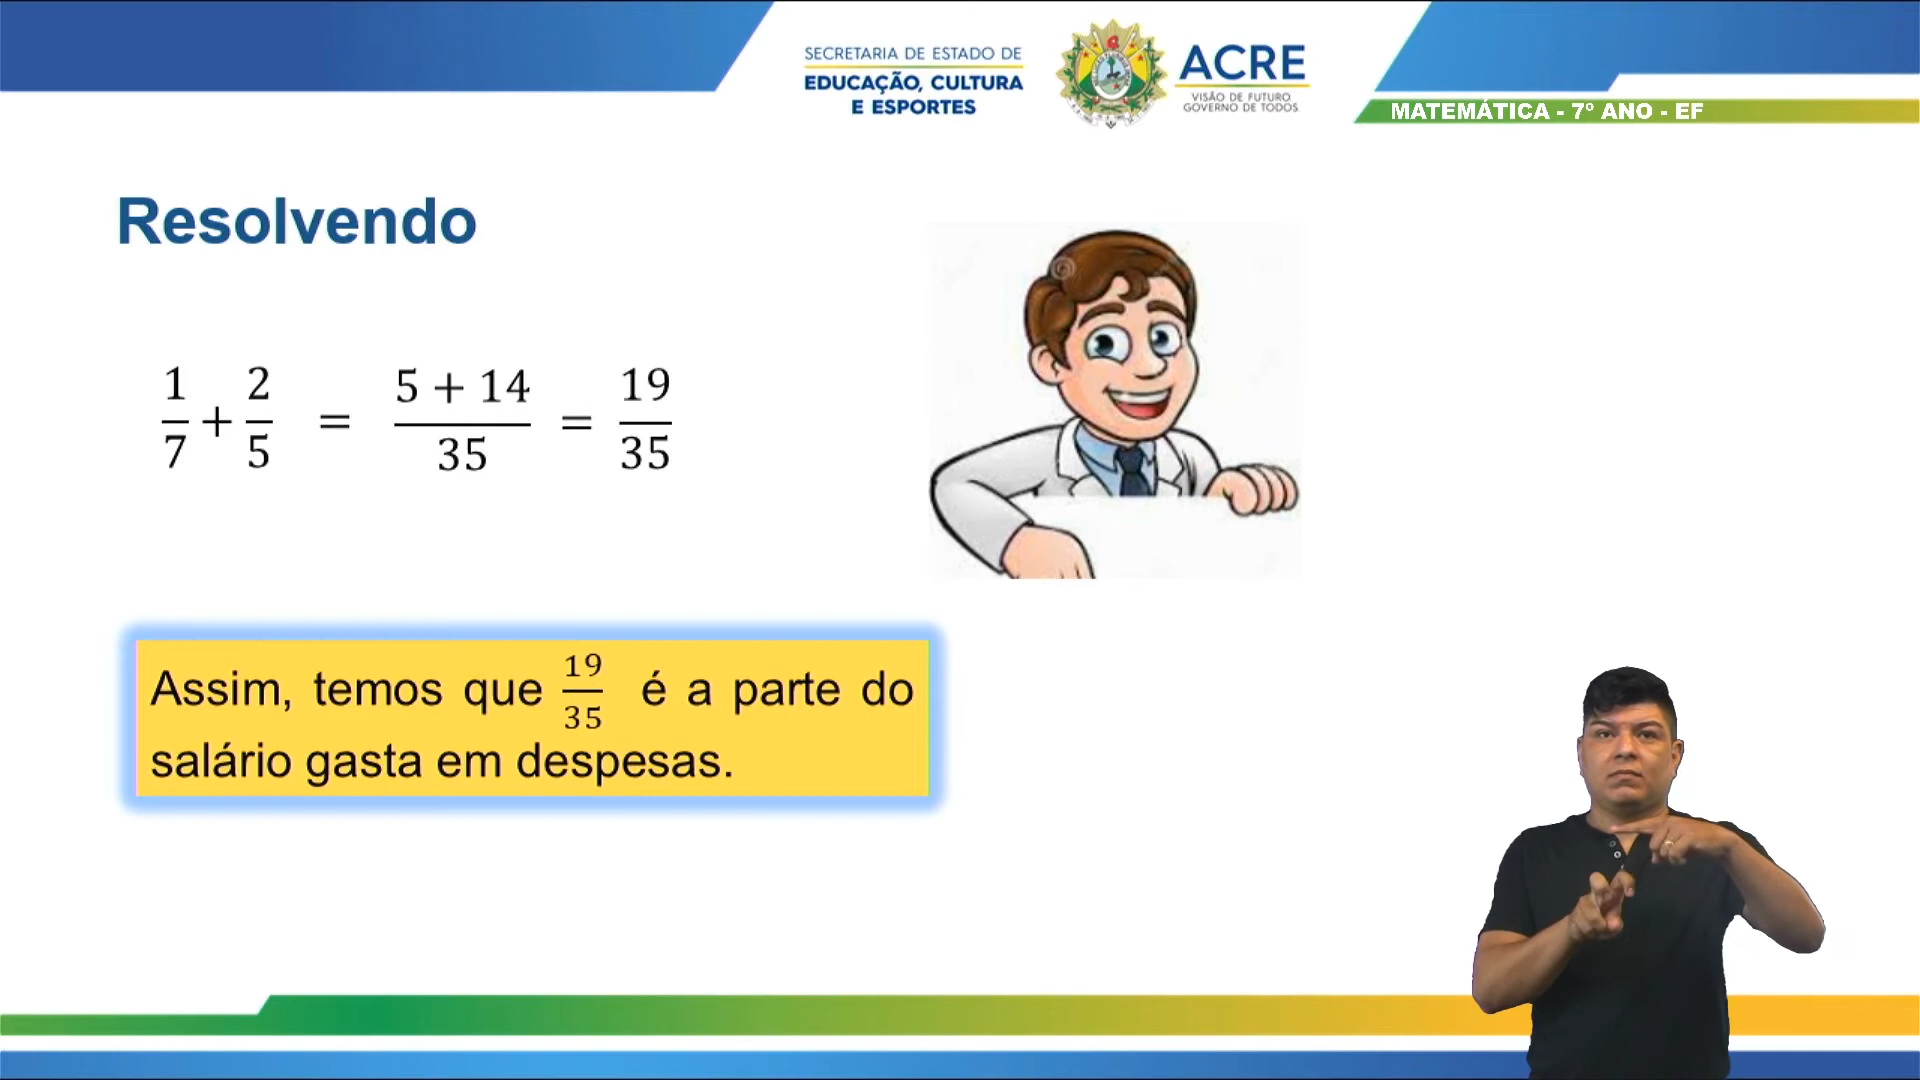 SECRETARIA DE ESTADO DE
EDUCAÇÃO, CULTURA
E ESPORTES
ACRE
VISÃO DE FUTURO
GOVERNO DE TODOS
MATEMÁTICA - 7º ANO - EF
Resolvendo
1/7 + 2/5 = (5 + 14)/35 = 19/35
Assim, temos que 19/35 é a parte do
salário gasta em despesas.